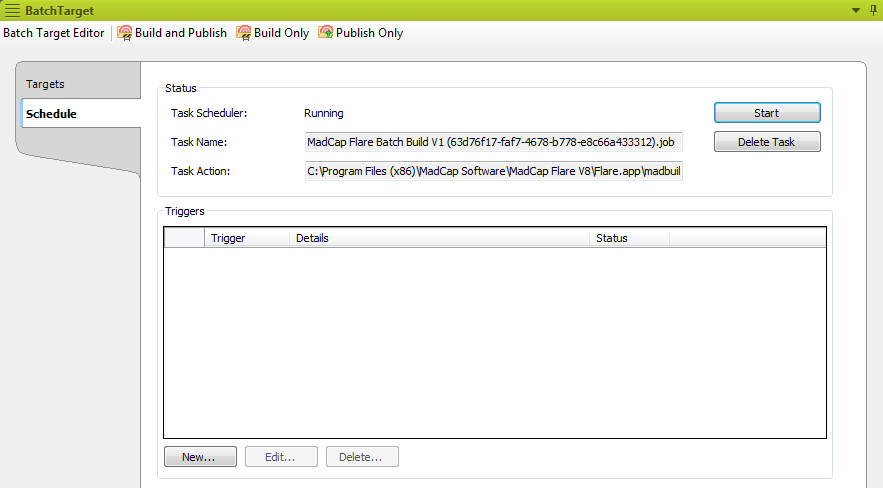 BatchTarget
Batch Target Editor Build and Publish Build Only Publish Only
Targets
Schedule
Status
Task Scheduler: Running Start
Task Name: MadCap Flare Batch Build V1 (63d76f17-faf7-4678-b778-e8c66a433312).job Delete Task
Task Action: C:\Program Files (x86)\MadCap Software\MadCap Flare V8\Flare.app\madbuil
Triggers
Trigger Details Status
New... Edit... Delete...